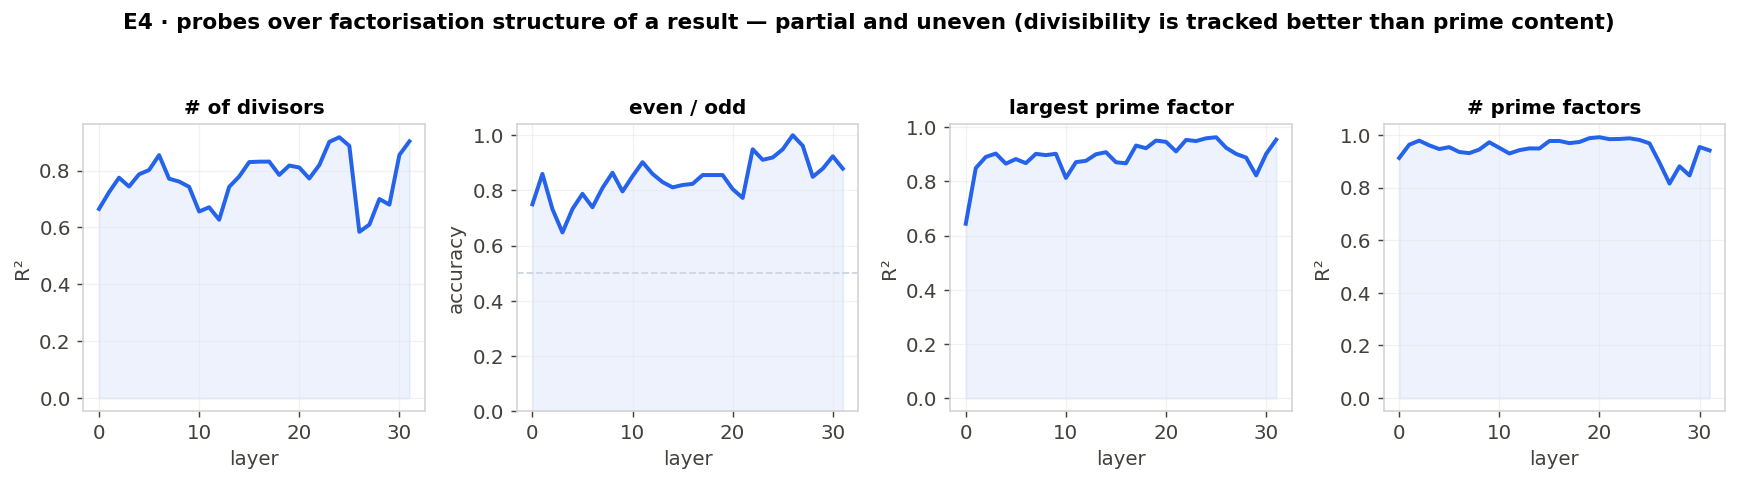 E4 · probes over factorisation structure of a result — partial and uneven (divisibility is tracked better than prime content)
# of divisors
R²
0.8
0.6
0.4
0.2
0.0
0 10 20 30
layer
even / odd
accuracy
1.0
0.8
0.6
0.4
0.2
0.0
0 10 20 30
layer
largest prime factor
R²
1.0
0.8
0.6
0.4
0.2
0.0
0 10 20 30
layer
# prime factors
R²
1.0
0.8
0.6
0.4
0.2
0.0
0 10 20 30
layer